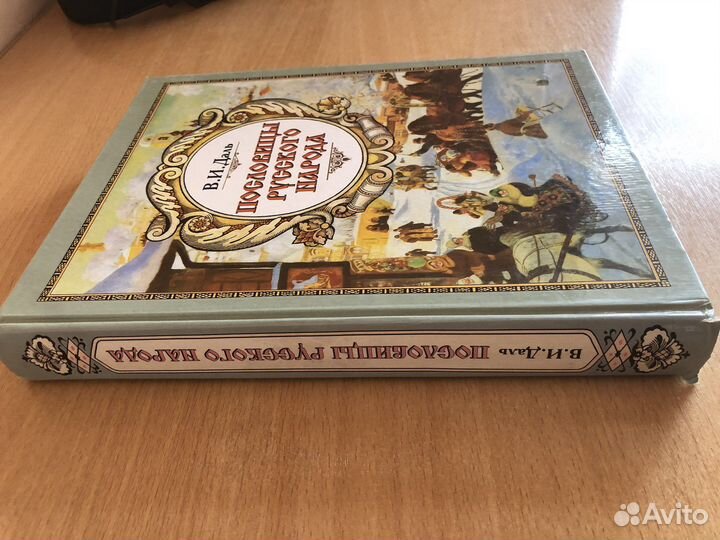 В.И.Даль
ПОСЛОВИЦЫ
РУССКОГО
НАРОДА
В.И.Даль ПОСЛОВИЦЫ РУССКОГО НАРОДА
Avito